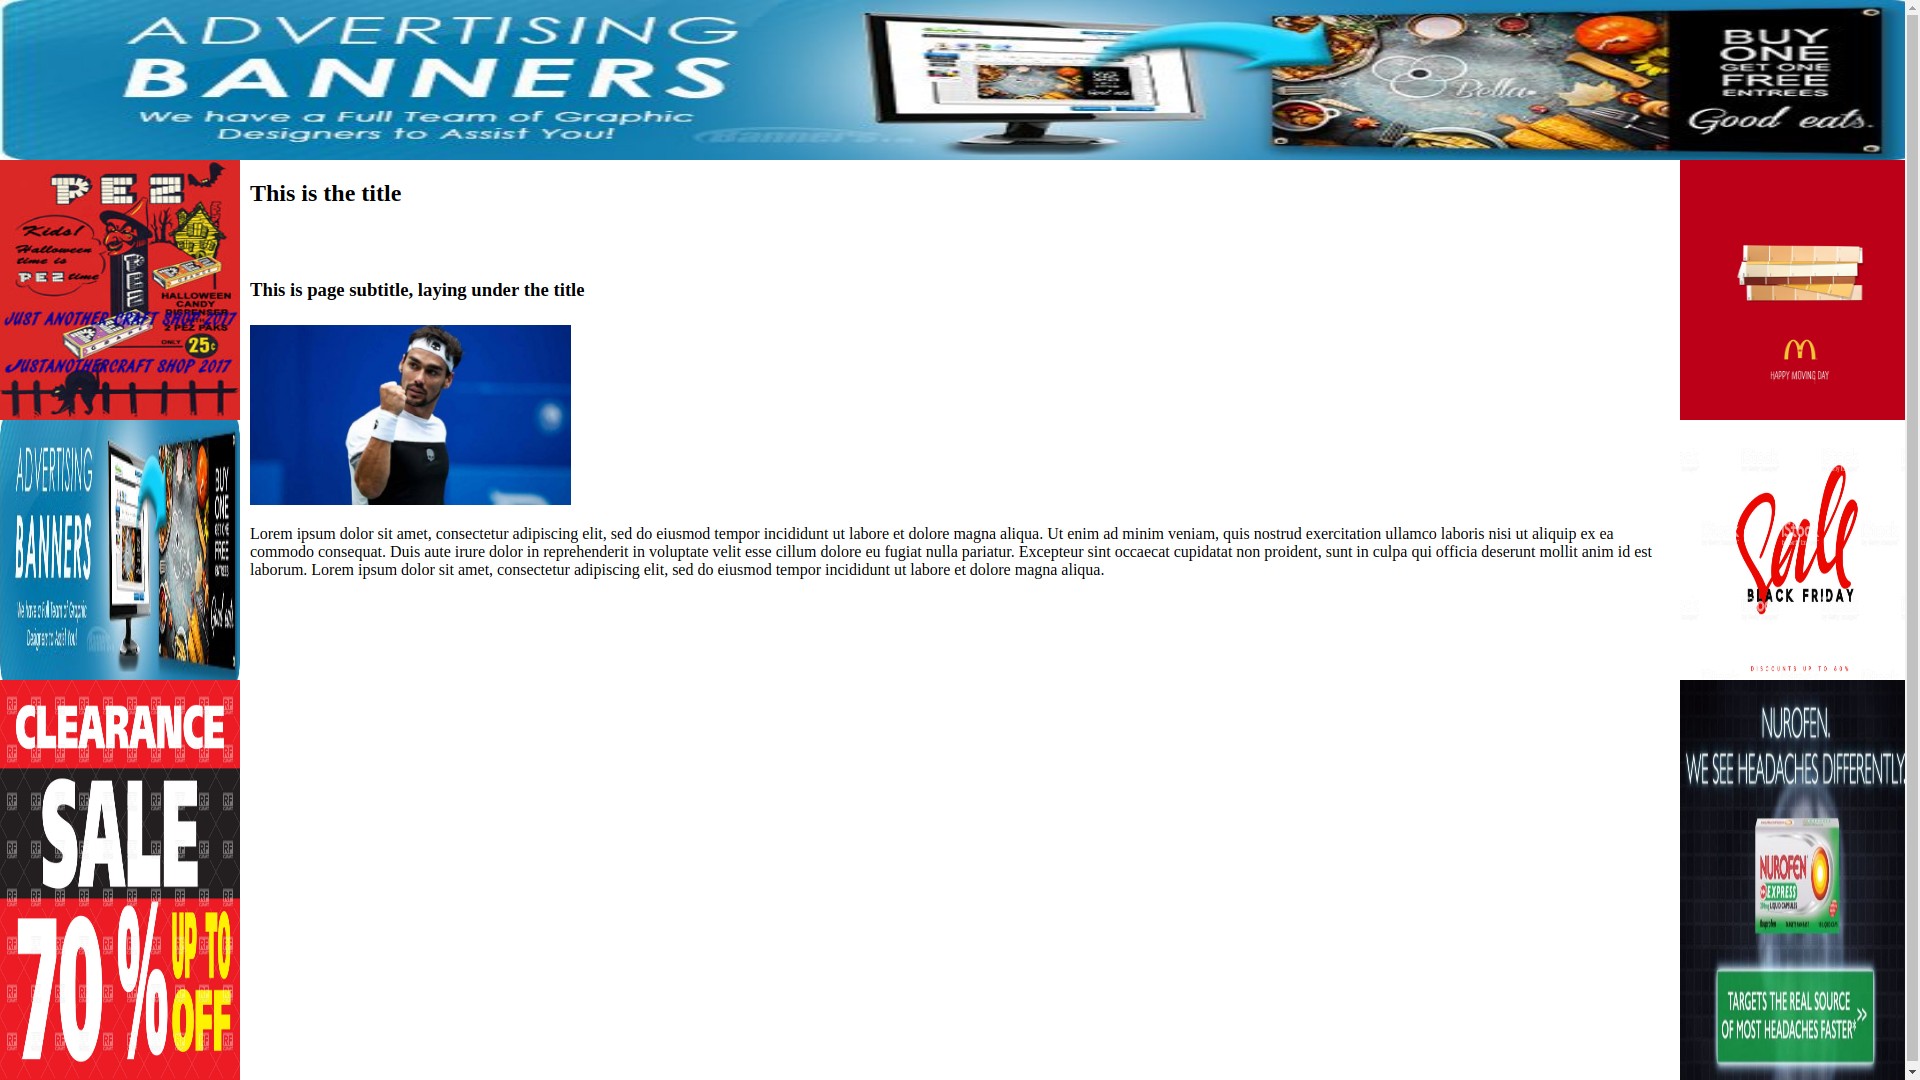 ADVERTISING
BANNERS
We have a Full Team of Graphic
Designers to Assist You!
Banners
Bella
BUY
ONE
GET ONE
FREE
ENTREES
Good eats.
PEZ
Kids!
Halloween
time is
PEZ time
PEZ
PEZ
HALLOWEEN
CANDY
DISPENSER
2 PEZ PAKS
ONLY 25¢
JUST ANOTHER CRAFT SHOP 2017
JUSTANOTHERCRAFT SHOP 2017
This is the title
This is page subtitle, laying under the title
Lorem ipsum dolor sit amet, consectetur adipiscing elit, sed do eiusmod tempor incididunt ut labore et dolore magna aliqua. Ut enim ad minim veniam, quis nostrud exercitation ullamco laboris nisi ut aliquip ex ea
commodo consequat. Duis aute irure dolor in reprehenderit in voluptate velit esse cillum dolore eu fugiat nulla pariatur. Excepteur sint occaecat cupidatat non proident, sunt in culpa qui officia deserunt mollit anim id est
laborum. Lorem ipsum dolor sit amet, consectetur adipiscing elit, sed do eiusmod tempor incididunt ut labore et dolore magna aliqua.
HAPPY MOVING DAY
ADVERTISING
BANNERS
We have a Full Team of Graphic
Designers to Assist You!
BUY
ONE
GET ONE
FREE
Good eats.
Sale
BLACK FRIDAY
DISCOUNTS UP TO 60%
CLEARANCE
SALE
70% UP TO
OFF
NUROFEN.
WE SEE HEADACHES DIFFERENTLY.
NUROFEN
EXPRESS
TARGETS THE REAL SOURCE
OF MOST HEADACHES FASTER‡ »